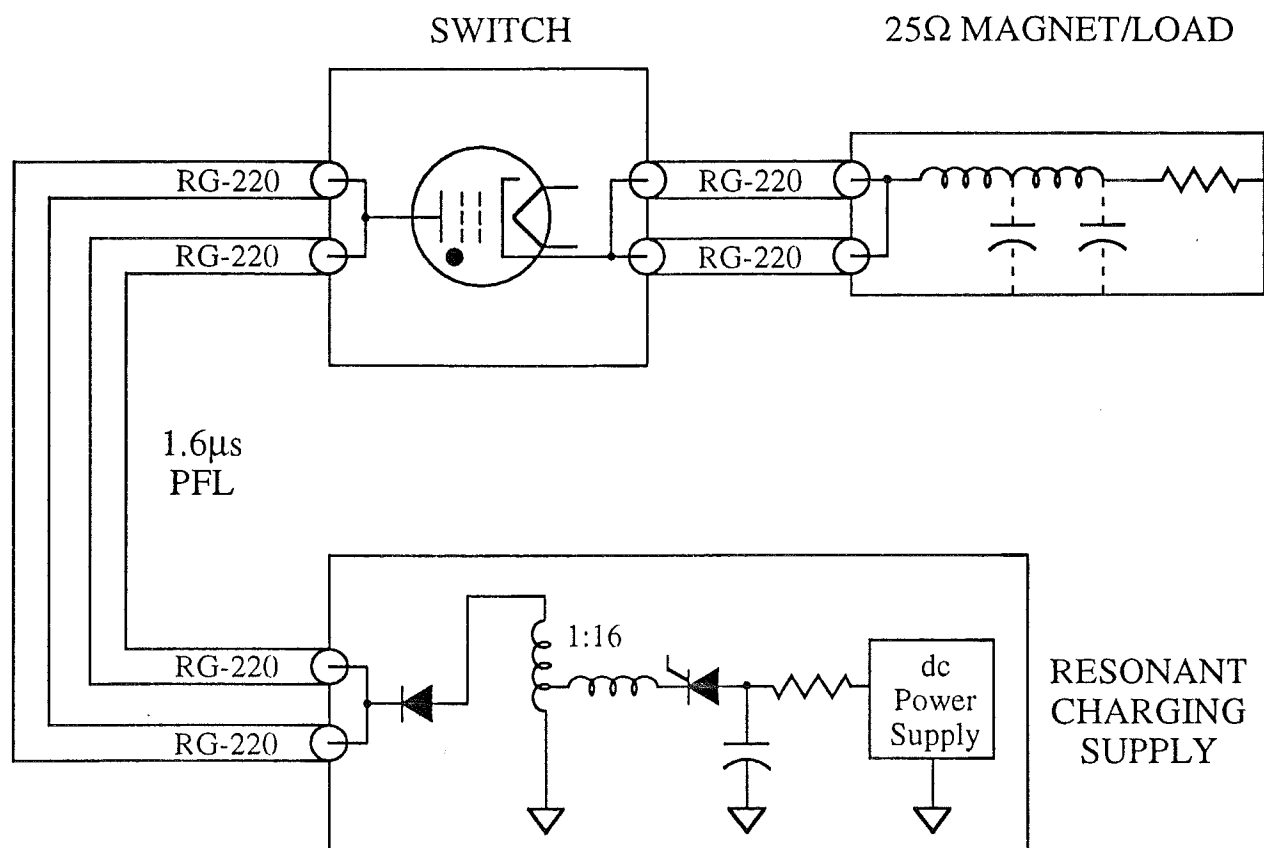 SWITCH
25Ω MAGNET/LOAD
RG-220
RG-220
RG-220
RG-220
1.6µs
PFL
RG-220
RG-220
1:16
dc
Power
Supply
RESONANT
CHARGING
SUPPLY